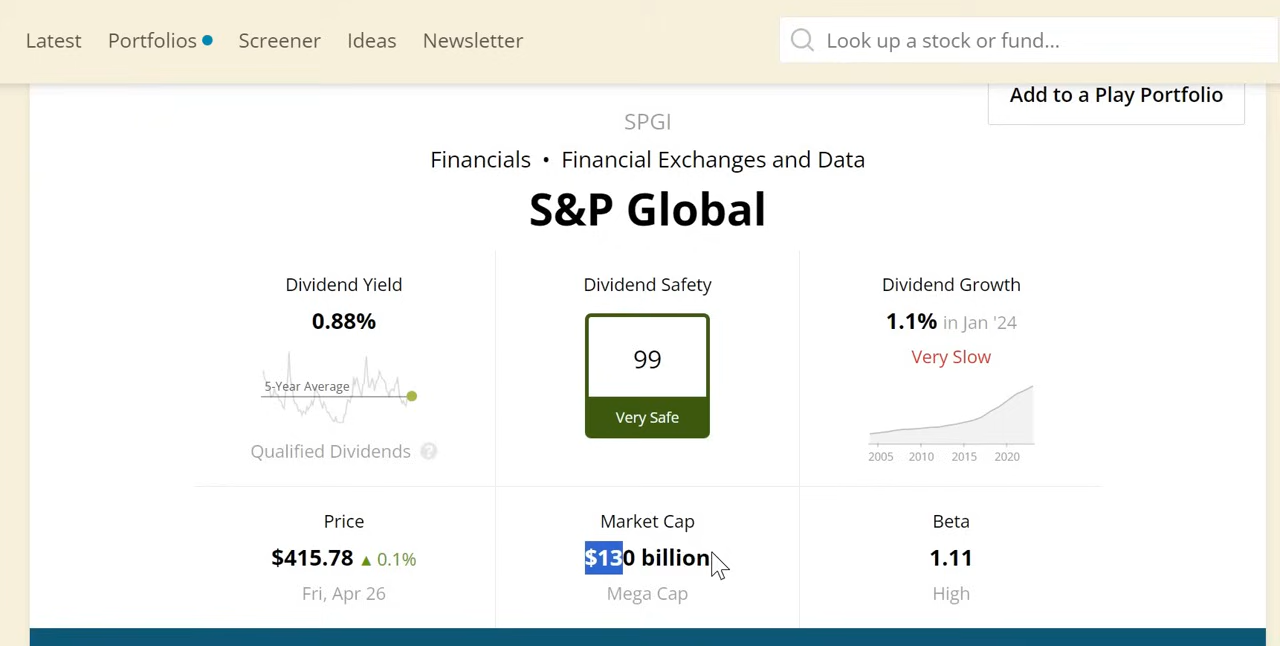 Latest Portfolios Screener Ideas Newsletter Look up a stock or fund...
Add to a Play Portfolio
SPGI
Financials • Financial Exchanges and Data
S&P Global
Dividend Yield
0.88%
5-Year Average
Qualified Dividends ?
Dividend Safety
99
Very Safe
Dividend Growth
1.1% in Jan '24
Very Slow
2005 2010 2015 2020
Price
$415.78 ▲ 0.1%
Fri, Apr 26
Market Cap
$130 billion
Mega Cap
Beta
1.11
High